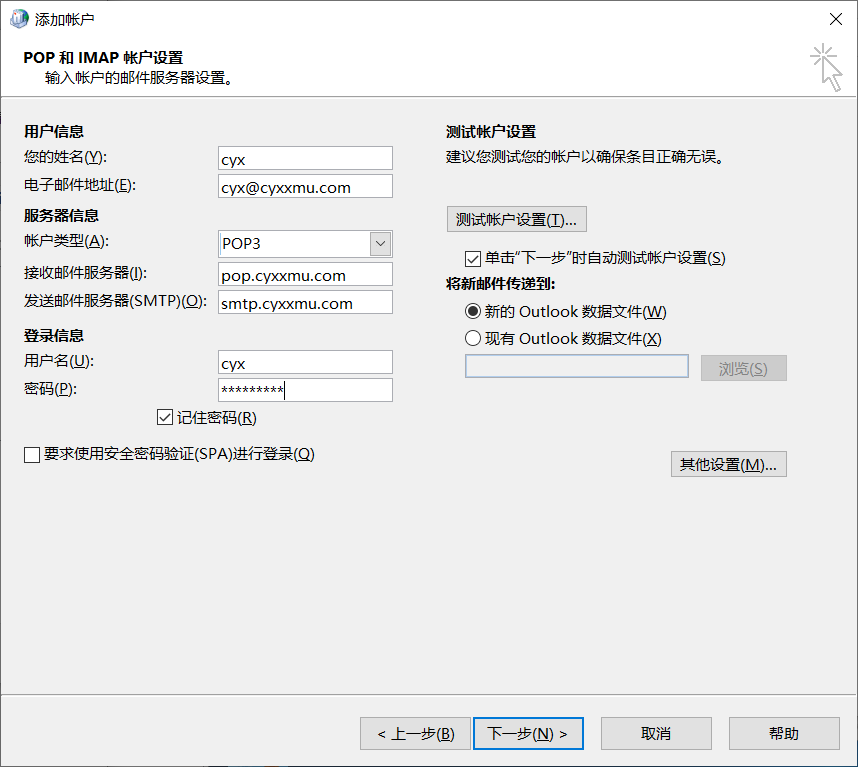 添加帐户
POP 和 IMAP 帐户设置
输入帐户的邮件服务器设置。
用户信息
您的姓名(Y): cyx
电子邮件地址(E): cyx@cyxxmu.com
服务器信息
帐户类型(A): POP3
接收邮件服务器(I): pop.cyxxmu.com
发送邮件服务器(SMTP)(O): smtp.cyxxmu.com
登录信息
用户名(U): cyx
密码(P): *********
记住密码(R)
要求使用安全密码验证(SPA)进行登录(Q)
测试帐户设置
建议您测试您的帐户以确保条目正确无误。
测试帐户设置(T)...
单击“下一步”时自动测试帐户设置(S)
将新邮件传递到:
新的 Outlook 数据文件(W)
现有 Outlook 数据文件(X)
浏览(S)
其他设置(M)...
< 上一步(B) 下一步(N) > 取消 帮助